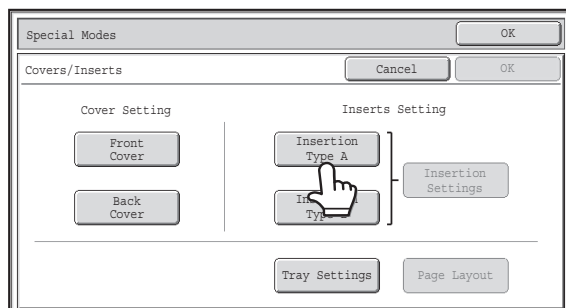 Special Modes
OK
Covers/Inserts
Cancel
OK
Cover Setting
Inserts Setting
Front
Cover
Insertion
Type A
Insertion
Settings
Back
Cover
Type
Tray Settings
Page Layout